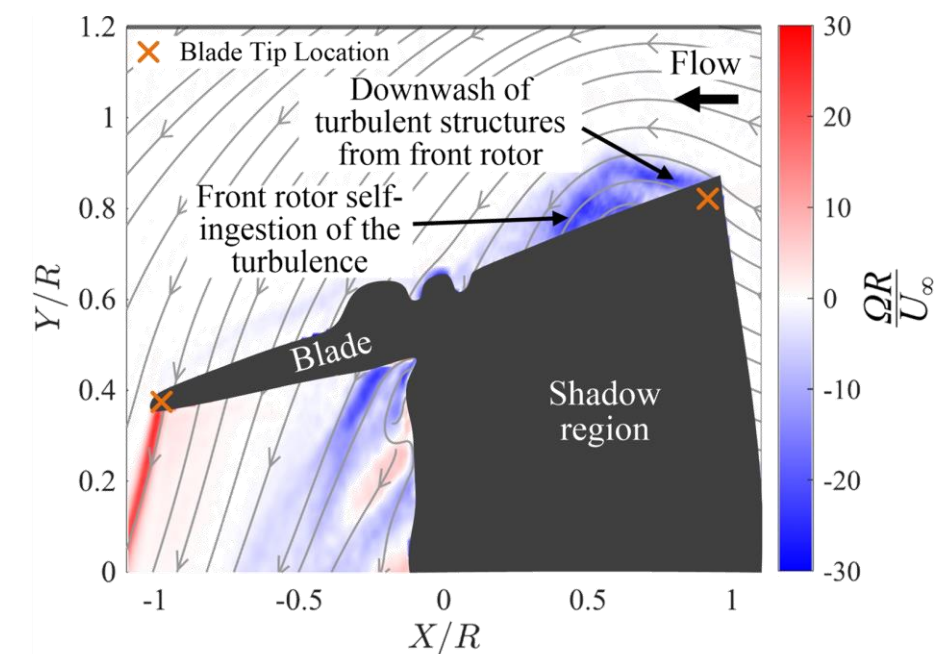 1.2
Blade Tip Location
Flow
Downwash of
turbulent structures
from front rotor
Front rotor self-
ingestion of the
turbulence
Blade
Shadow
region
1
0.8
0.6
0.4
0.2
0
Y/R
-1
-0.5
0
0.5
1
X/R
30
20
10
0
-10
-20
-30
ΩR
U∞